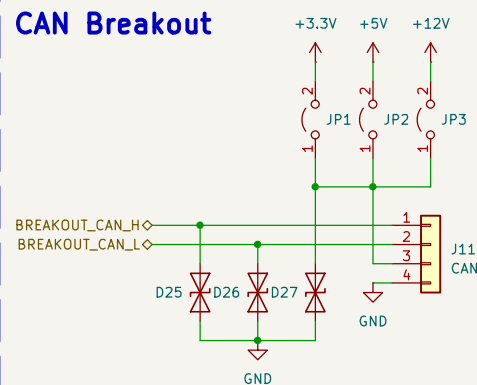 CAN Breakout
+3.3V +5V +12V
2 2 2
JP1 JP2 JP3
1 1 1
BREAKOUT_CAN_H 1
BREAKOUT_CAN_L 2
J11
3
CAN
4
D25 D26 D27
GND
GND